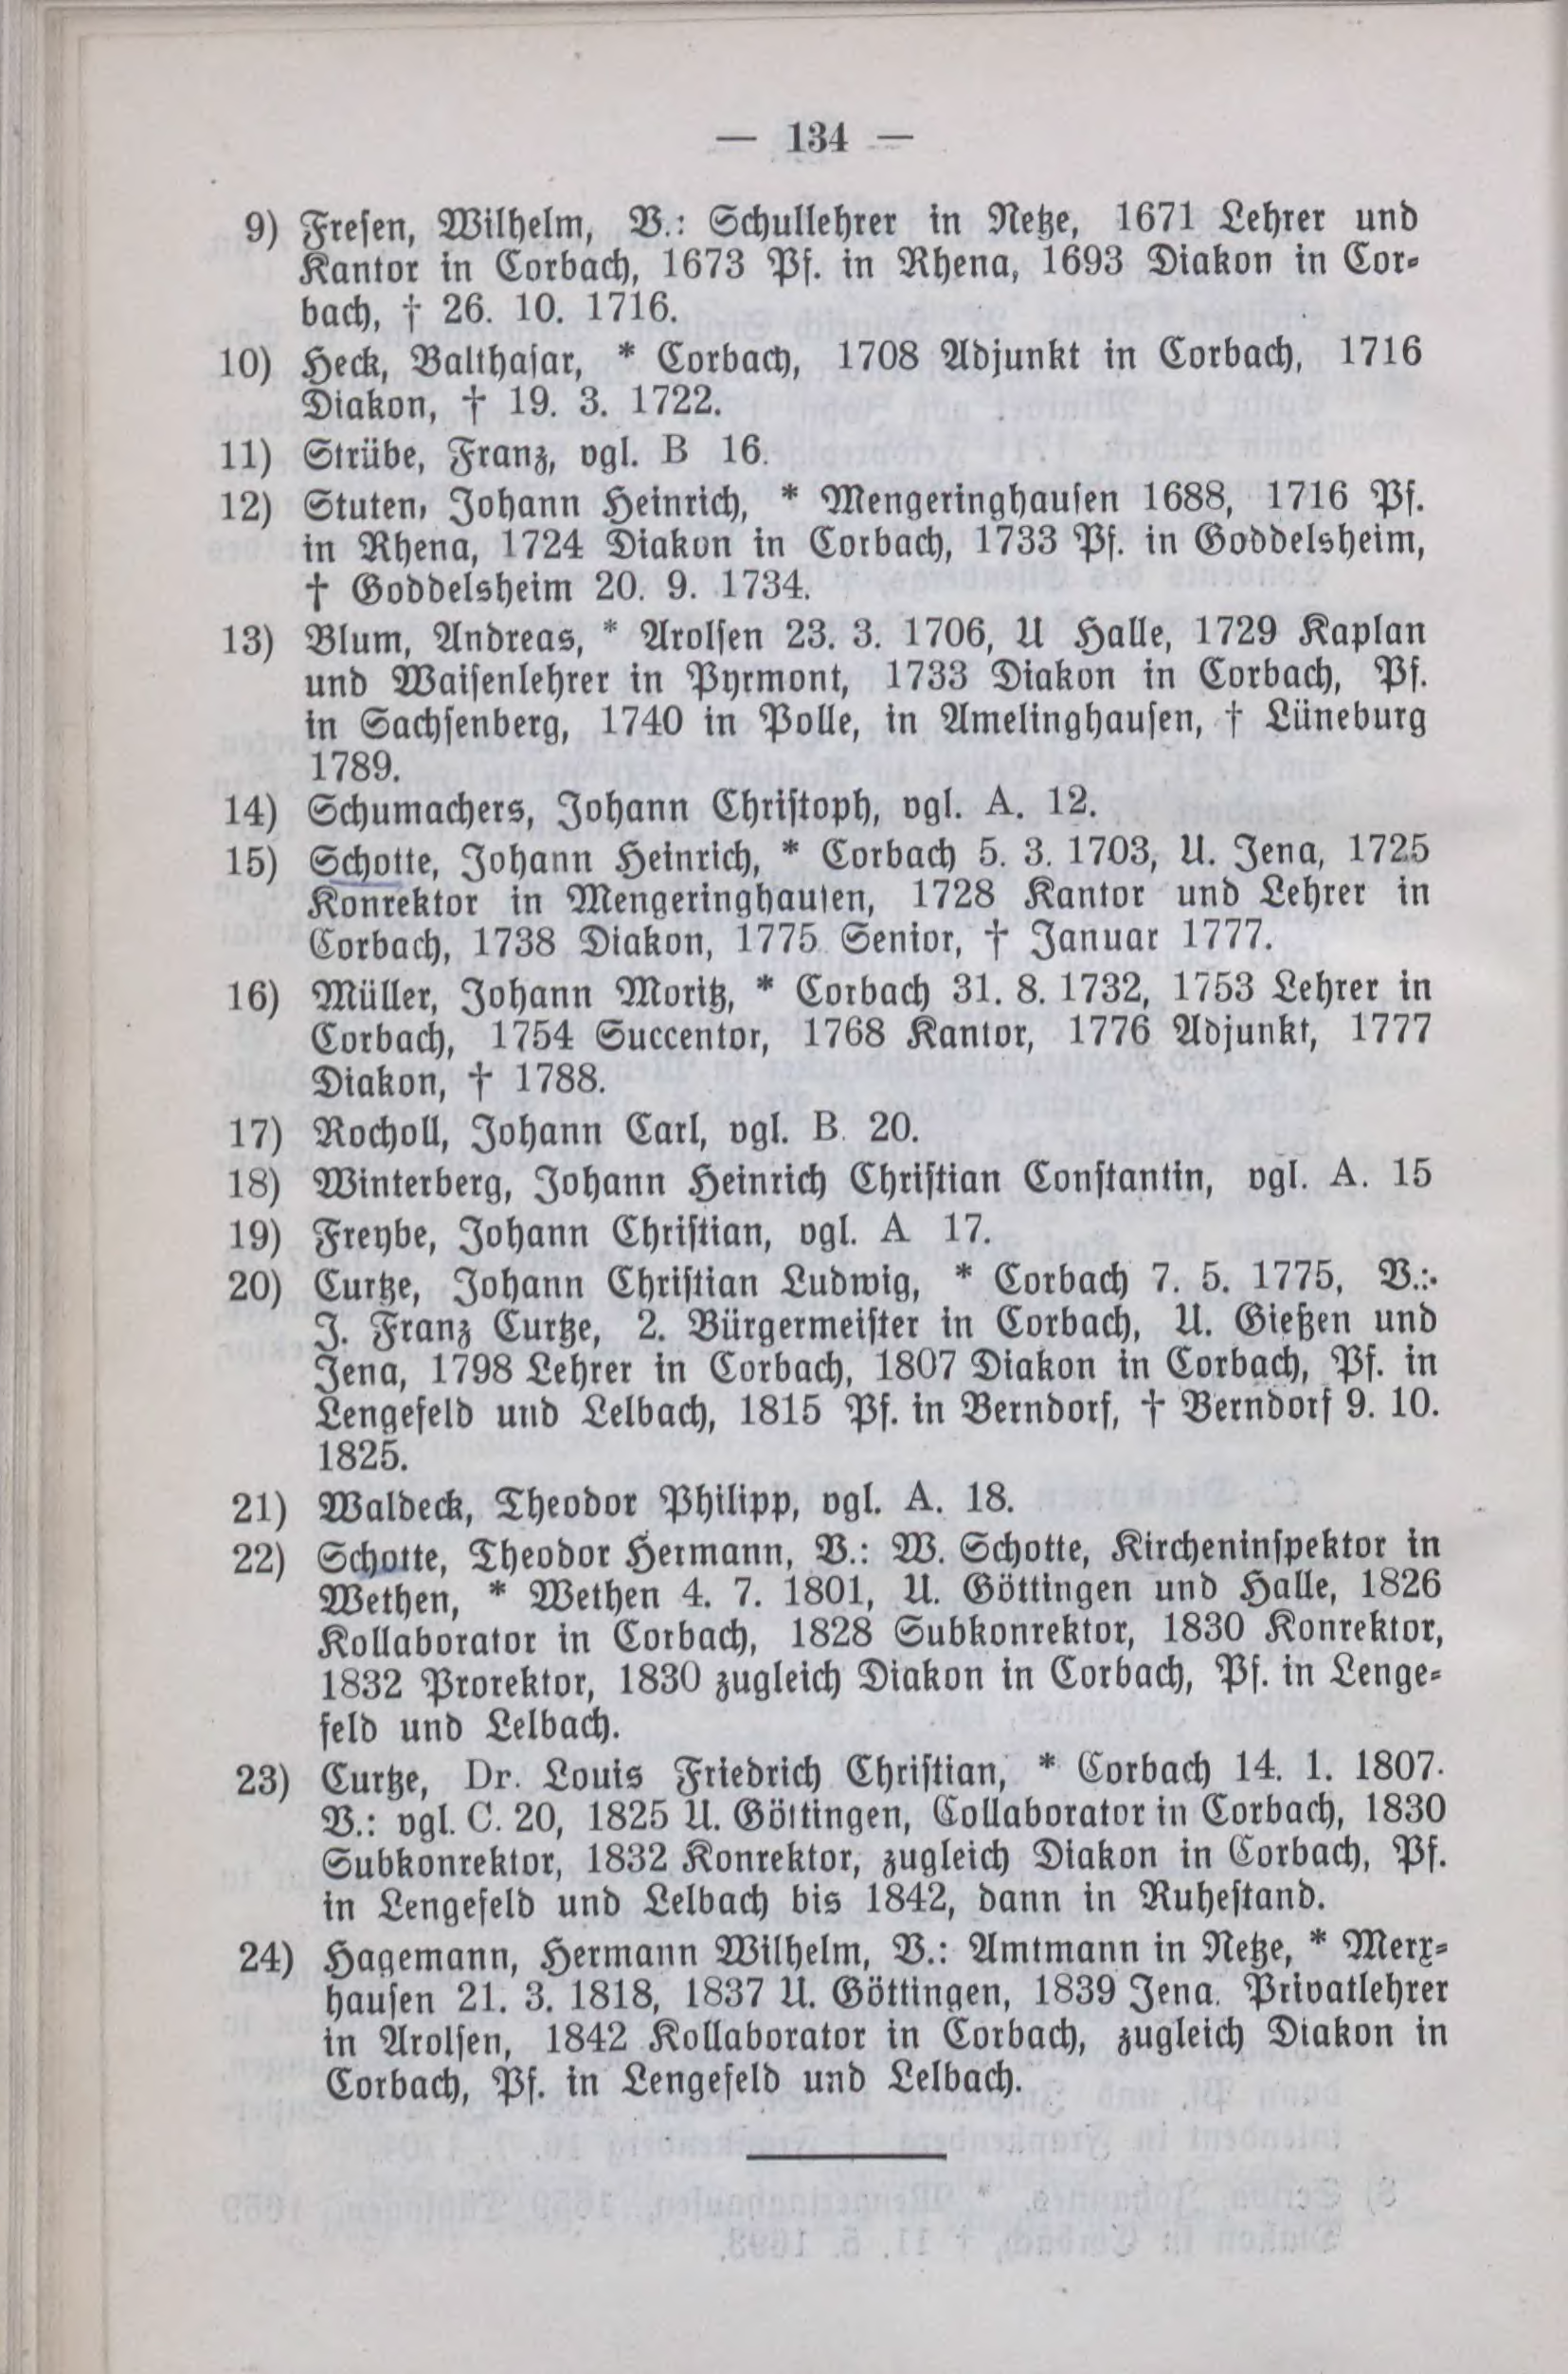 — 134 —
9) Fresen, Wilhelm, V.: Schullehrer in Netze, 1671 Lehrer und
Kantor in Corbach, 1673 Pf. in Rhena, 1693 Diakon in Cor-
bach, † 26. 10. 1716.
10) Heck, Balthasar, * Corbach, 1708 Adjunkt in Corbach, 1716
Diakon, † 19. 3. 1722.
11) Strübe, Franz, vgl. B 16.
12) Stuten, Johann Heinrich, * Mengeringhausen 1688, 1716 Pf.
in Rhena, 1724 Diakon in Corbach, 1733 Pf. in Goddelsheim,
† Goddelsheim 20. 9. 1734.
13) Blum, Andreas, * Arolsen 23. 3. 1706, U Halle, 1729 Kaplan
und Waisenlehrer in Pyrmont, 1733 Diakon in Corbach, Pf.
in Sachsenberg, 1740 in Polle, in Amelinghausen, † Lüneburg
1789.
14) Schumachers, Johann Christoph, vgl. A. 12.
15) Schotte, Johann Heinrich, * Corbach 5. 3. 1703, U. Jena, 1725
Konrektor in Mengeringhausen, 1728 Kantor und Lehrer in
Corbach, 1738 Diakon, 1775 Senior, † Januar 1777.
16) Müller, Johann Moritz, * Corbach 31. 8. 1732, 1753 Lehrer in
Corbach, 1754 Succentor, 1768 Kantor, 1776 Adjunkt, 1777
Diakon, † 1788.
17) Rocholl, Johann Carl, vgl. B. 20.
18) Winterberg, Johann Heinrich Christian Constantin, vgl. A. 15
19) Freybe, Johann Christian, vgl. A 17.
20) Curtze, Johann Christian Ludwig, * Corbach 7. 5. 1775, V.:
J. Franz Curtze, 2. Bürgermeister in Corbach, U. Gießen und
Jena, 1798 Lehrer in Corbach, 1807 Diakon in Corbach, Pf. in
Lengefeld und Lelbach, 1815 Pf. in Berndorf, † Berndorf 9. 10.
1825.
21) Waldeck, Theodor Philipp, vgl. A. 18.
22) Schotte, Theodor Hermann, V.: W. Schotte, Kircheninspektor in
Wethen, * Wethen 4. 7. 1801, U. Göttingen und Halle, 1826
Kollaborator in Corbach, 1828 Subkonrektor, 1830 Konrektor,
1832 Prorektor, 1830 zugleich Diakon in Corbach, Pf. in Lenge-
feld und Lelbach.
23) Curtze, Dr. Louis Friedrich Christian, * Corbach 14. 1. 1807.
V.: vgl. C. 20, 1825 U. Göttingen, Collaborator in Corbach, 1830
Subkonrektor, 1832 Konrektor, zugleich Diakon in Corbach, Pf.
in Lengefeld und Lelbach bis 1842, dann in Ruhestand.
24) Hagemann, Hermann Wilhelm, V.: Amtmann in Netze, * Merx-
hausen 21. 3. 1818, 1837 U. Göttingen, 1839 Jena. Privatlehrer
in Arolsen, 1842 Kollaborator in Corbach, zugleich Diakon in
Corbach, Pf. in Lengefeld und Lelbach.